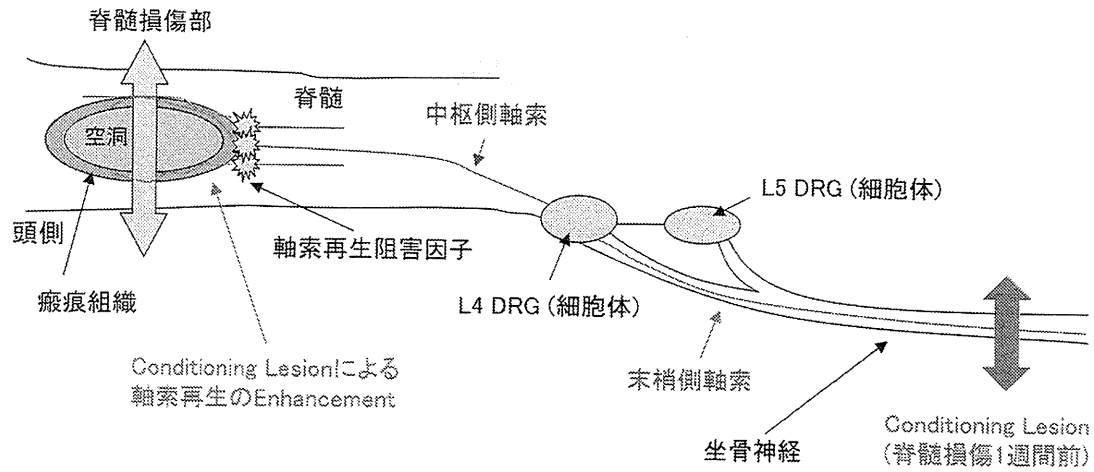 脊髄損傷部
脊髄
中枢側軸索
空洞
L5 DRG (細胞体)
頭側
軸索再生阻害因子
瘢痕組織
L4 DRG (細胞体)
Conditioning Lesionによる
軸索再生のEnhancement
末梢側軸索
坐骨神経
Conditioning Lesion
(脊髄損傷1週間前)